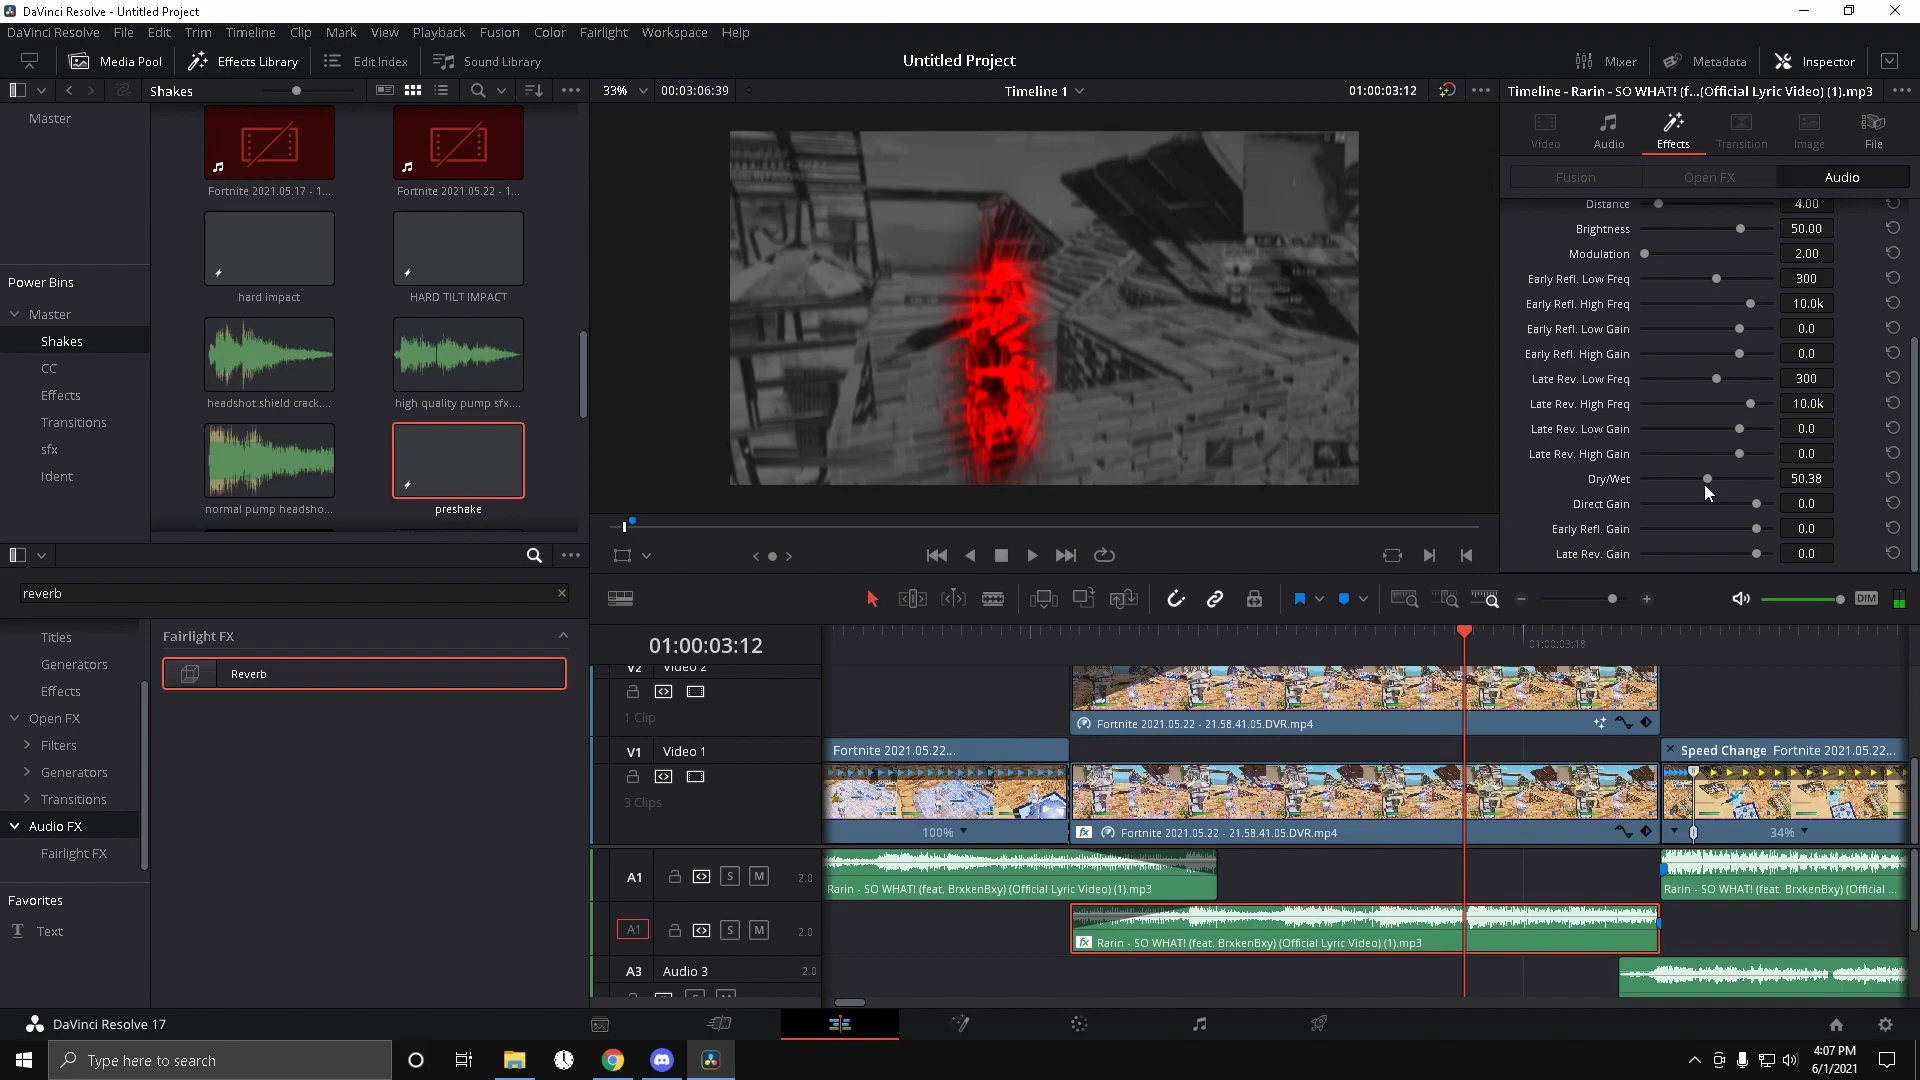 DaVinci Resolve - Untitled Project
DaVinci Resolve File Edit Trim Timeline Clip Mark View Playback Fusion Color Fairlight Workspace Help
Media Pool Effects Library Edit Index Sound Library
Untitled Project
Mixer Metadata Inspector
Shakes
33% 00:03:06:39
Timeline 1
01:00:03:12
Timeline - Rarin - SO WHAT! (f...(Official Lyric Video) (1).mp3
Video Audio Effects Transition Image File
Fusion Open FX Audio
Master
Power Bins
Master
Shakes
CC
Effects
Transitions
sfx
Ident
Fortnite 2021.05.17 - 1...
Fortnite 2021.05.22 - 1...
hard impact
HARD TILT IMPACT
headshot shield crack....
high quality pump sfx....
normal pump headsho...
preshake
Distance 4.00
Brightness 50.00
Modulation 2.00
Early Refl. Low Freq 300
Early Refl. High Freq 10.0k
Early Refl. Low Gain 0.0
Early Refl. High Gain 0.0
Late Rev. Low Freq 300
Late Rev. High Freq 10.0k
Late Rev. Low Gain 0.0
Late Rev. High Gain 0.0
Dry/Wet 50.38
Direct Gain 0.0
Early Refl. Gain 0.0
Late Rev. Gain 0.0
reverb
Titles
Generators
Effects
Open FX
Filters
Generators
Transitions
Audio FX
Fairlight FX
Favorites
Text
Fairlight FX
Reverb
DIM
01:00:03:12
01:00:03:18
V2 Video 2
1 Clip
Fortnite 2021.05.22 - 21.58.41.05.DVR.mp4
V1 Video 1
3 Clips
Fortnite 2021.05.22...
100%
fx Fortnite 2021.05.22 - 21.58.41.05.DVR.mp4
Speed Change Fortnite 2021.05.22...
34%
A1 S M 2.0
Rarin - SO WHAT! (feat. BrxkenBxy) (Official Lyric Video) (1).mp3
Rarin - SO WHAT! (feat. BrxkenBxy) (Official ...
A1 S M 2.0
fx Rarin - SO WHAT! (feat. BrxkenBxy) (Official Lyric Video) (1).mp3
A3 Audio 3 2.0
DaVinci Resolve 17
Type here to search
4:07 PM
6/1/2021